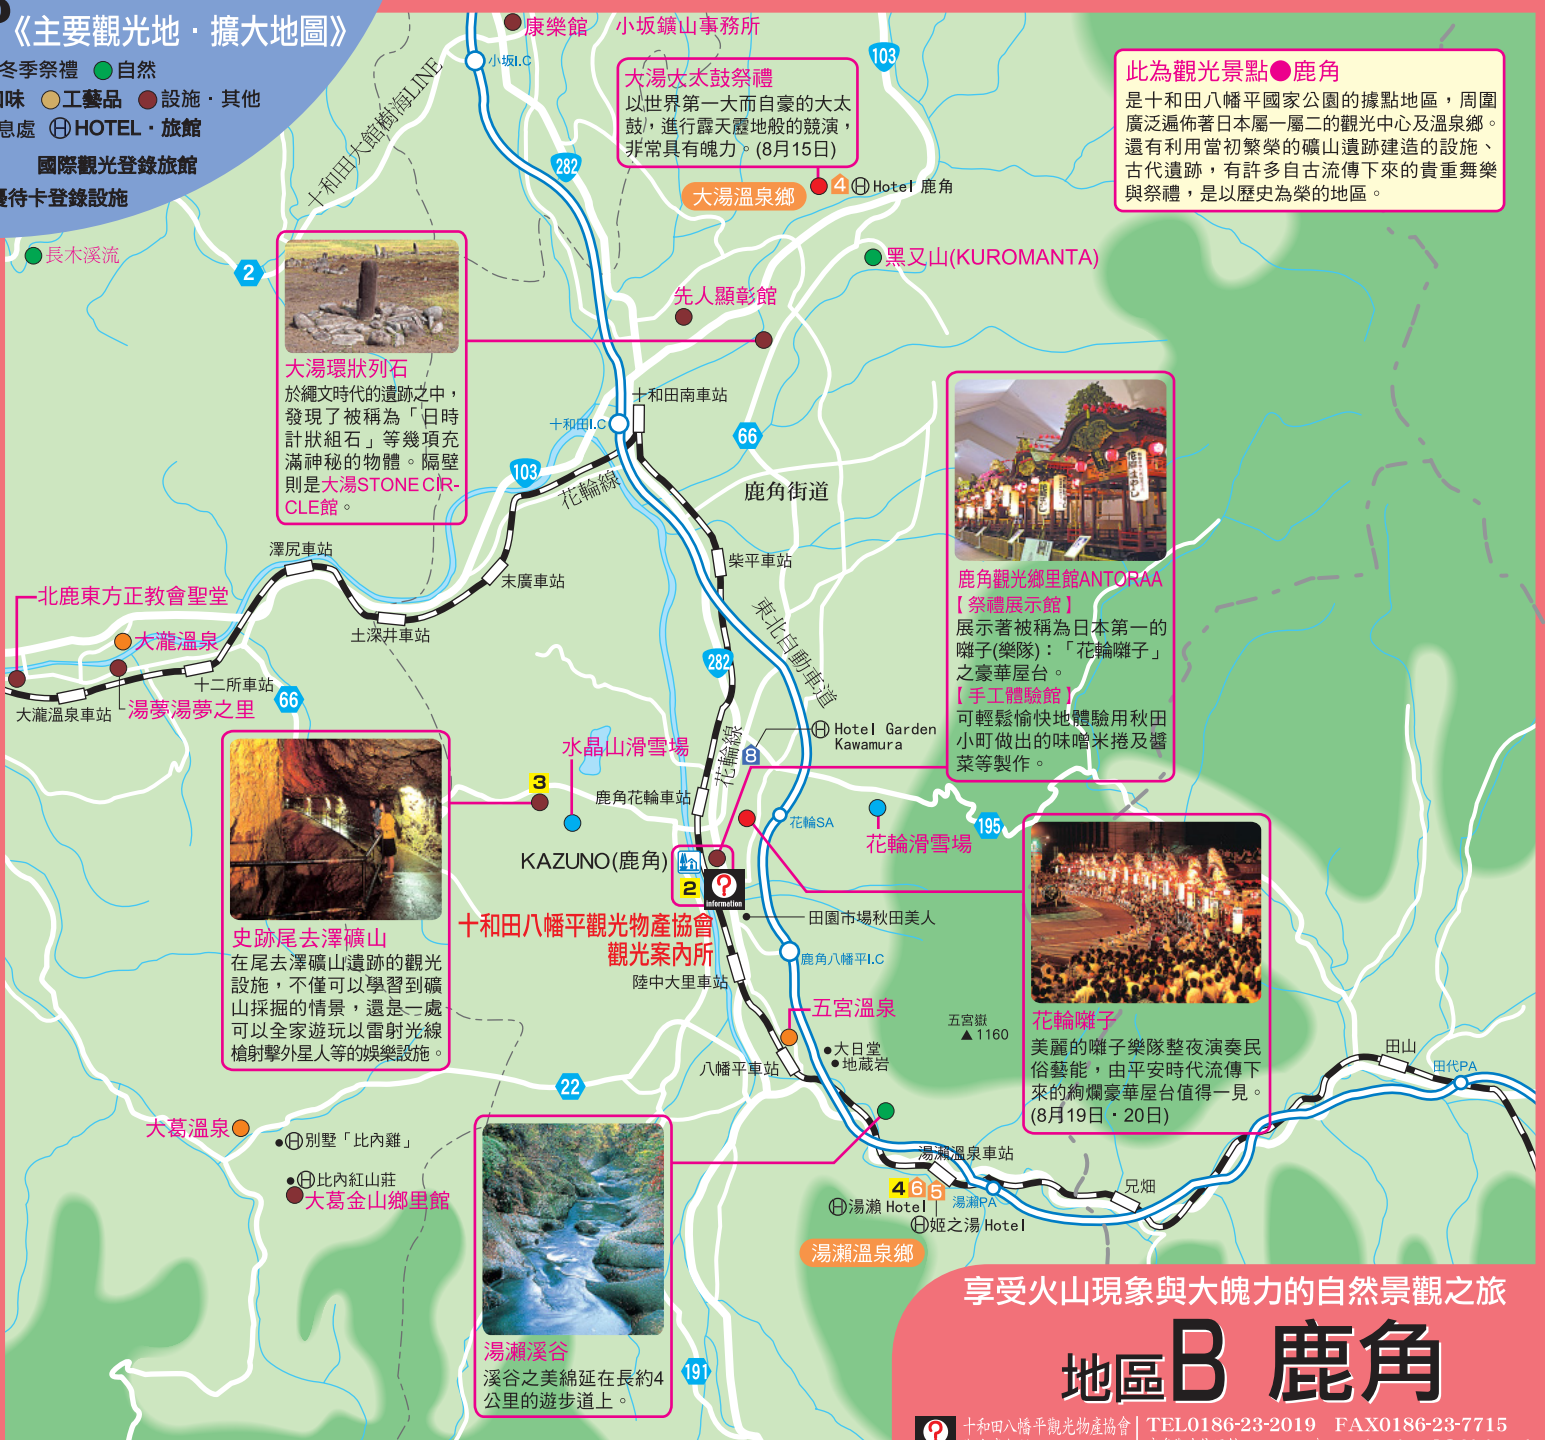 《主要觀光地・擴大地圖》
冬季祭禮 自然
味 工藝品 設施・其他
息處 ⒽHOTEL・旅館
國際觀光登錄旅館
待卡登錄設施
長木溪流
2
十和田大館樹海LINE
康樂館
小坂鑛山事務所
小坂I.C
282
103
大湯大太鼓祭禮
以世界第一大而自豪的大太
鼓,進行霹天靂地般的競演,
非常具有魄力。(8月15日)
大湯溫泉鄉
4 Ⓗ Hotel 鹿角
此為觀光景點●鹿角
是十和田八幡平國家公園的據點地區,周圍
廣泛遍佈著日本屬一屬二的觀光中心及溫泉鄉。
還有利用當初繁榮的礦山遺跡建造的設施、
古代遺跡,有許多自古流傳下來的貴重舞樂
與祭禮,是以歷史為榮的地區。
黑又山(KUROMANTA)
先人顯彰館
大湯環狀列石
於繩文時代的遺跡之中,
發現了被稱為「日時
計狀組石」等幾項充
滿神秘的物體。隔壁
則是大湯STONE CIR-
CLE館。
十和田南車站
十和田I.C
66
103
花輪線
鹿角街道
柴平車站
末廣車站
澤尻車站
土深井車站
北鹿東方正教會聖堂
大瀧溫泉
十二所車站
大瀧溫泉車站
湯夢湯夢之里
66
東北自動車道
282
鹿角觀光鄉里館ANTORAA
【祭禮展示館】
展示著被稱為日本第一的
囃子(樂隊):「花輪囃子」
之豪華屋台。
【手工體驗館】
可輕鬆愉快地體驗用秋田
小町做出的味噌米捲及醬
菜等製作。
Ⓗ Hotel Garden
Kawamura
8
花輪線
水晶山滑雪場
3
鹿角花輪車站
花輪SA
花輪滑雪場
195
KAZUNO(鹿角)
2
information
十和田八幡平觀光物產協會
觀光案內所
田園市場秋田美人
鹿角八幡平I.C
陸中大里車站
史跡尾去澤礦山
在尾去澤礦山遺跡的觀光
設施,不僅可以學習到礦
山採掘的情景,還是一處
可以全家遊玩以雷射光線
槍射擊外星人等的娛樂設施。
五宮溫泉
五宮嶽
▲1160
大日堂
地蔵岩
八幡平車站
22
花輪囃子
美麗的囃子樂隊整夜演奏民
俗藝能,由平安時代流傳下
來的絢爛豪華屋台值得一見。
(8月19日・20日)
田山
田代PA
大葛溫泉
Ⓗ別墅「比內雞」
Ⓗ比內紅山莊
大葛金山鄉里館
湯瀨溫泉車站
4 6 5
湯瀨PA
兄畑
Ⓗ湯瀨 Hotel
Ⓗ姬之湯 Hotel
湯瀨溫泉鄉
湯瀨溪谷
溪谷之美綿延在長約4
公里的遊步道上。
191
享受火山現象與大魄力的自然景觀之旅
地區B 鹿角
十和田八幡平觀光物產協會 TEL0186-23-2019 FAX0186-23-7715